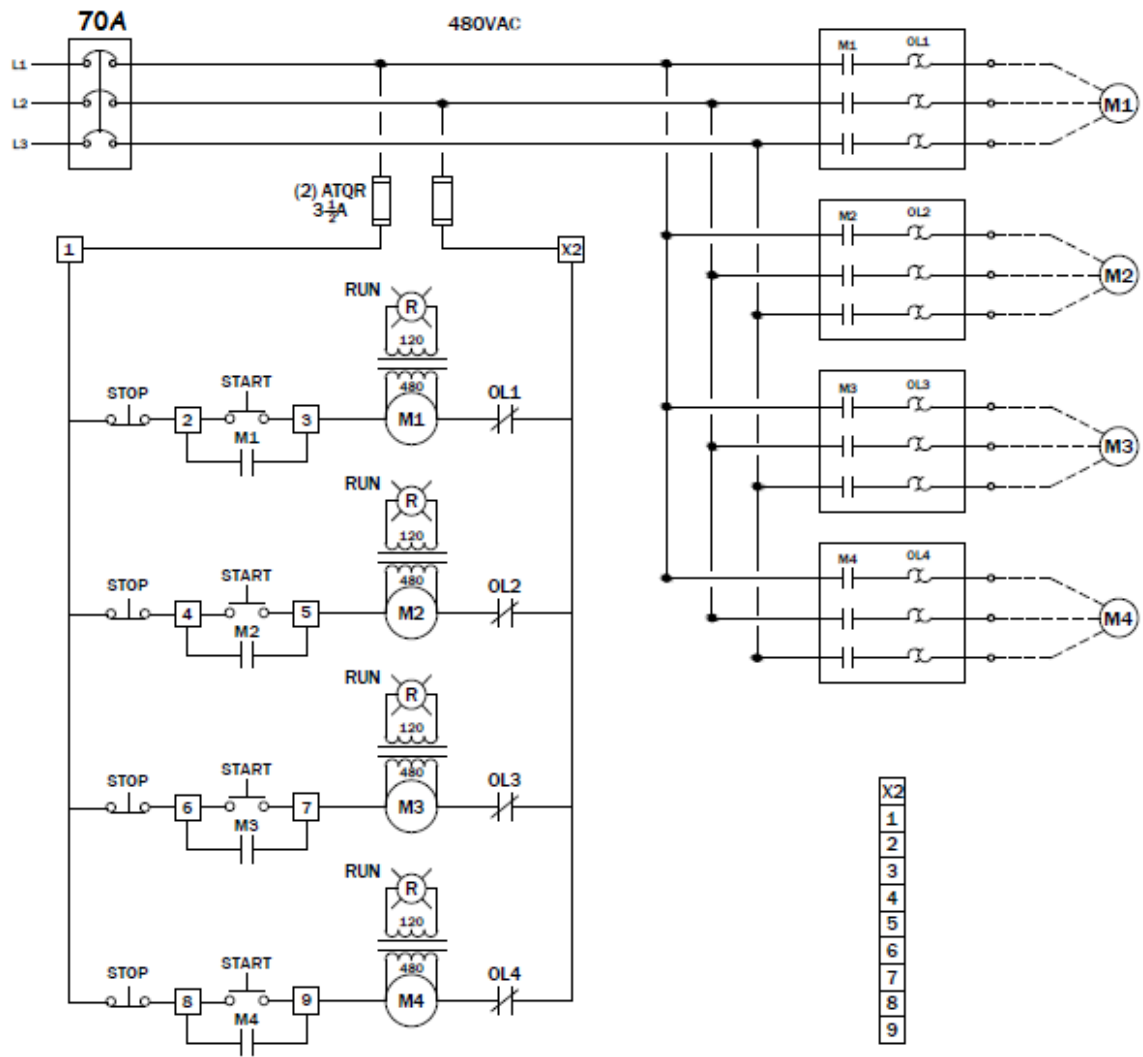 70A
480VAC
L1
L2
L3
M1 OL1
M1
(2) ATQR
3½A
1
X2
M2 OL2
M2
RUN
R
120
480
STOP
START
2
3
M1
M1
OL1
M3 OL3
M3
RUN
R
120
480
STOP
START
4
5
M2
M2
OL2
M4 OL4
M4
RUN
R
120
480
STOP
START
6
7
M3
M3
OL3
RUN
R
120
480
STOP
START
8
9
M4
M4
OL4
X2
1
2
3
4
5
6
7
8
9